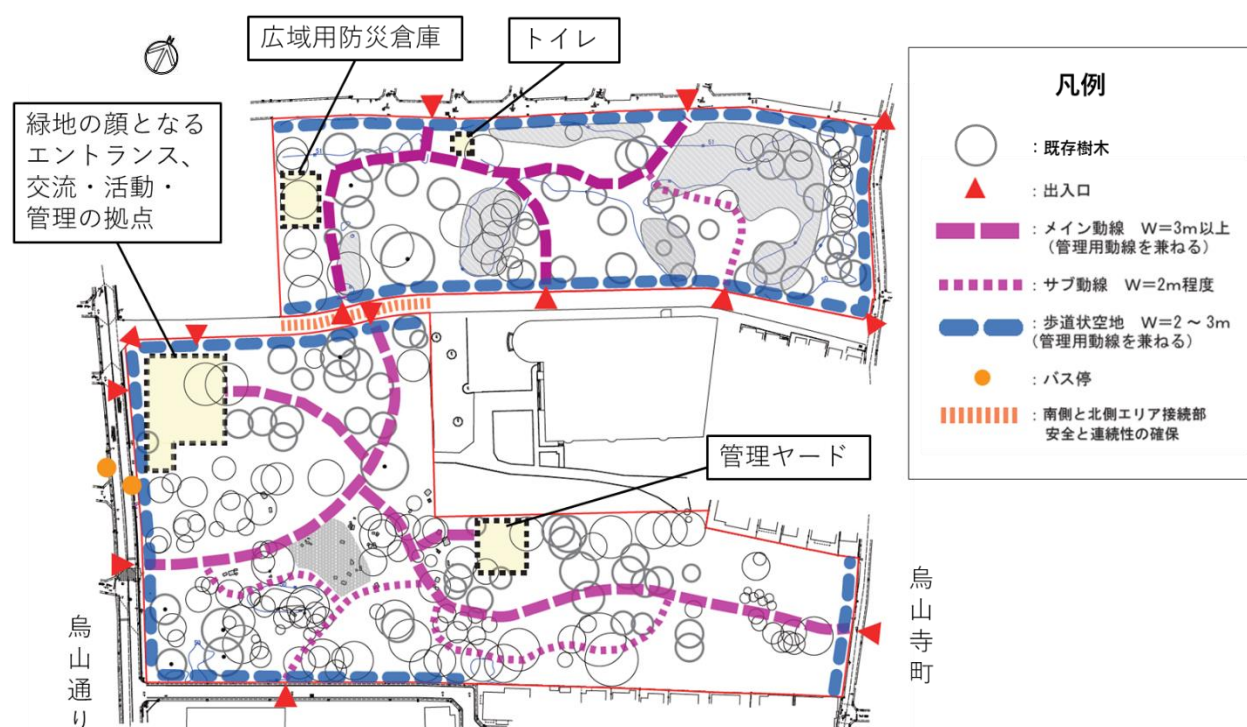 広域用防災倉庫
トイレ
緑地の顔となる
エントランス、
交流・活動・
管理の拠点
管理ヤード
烏山通り
烏山寺町
凡例
：既存樹木
：出入口
：メイン動線　W＝3m以上
（管理用動線を兼ねる）
：サブ動線　W＝2m程度
：歩道状空地　W＝2～3m
（管理用動線を兼ねる）
：バス停
：南側と北側エリア接続部
安全と連続性の確保